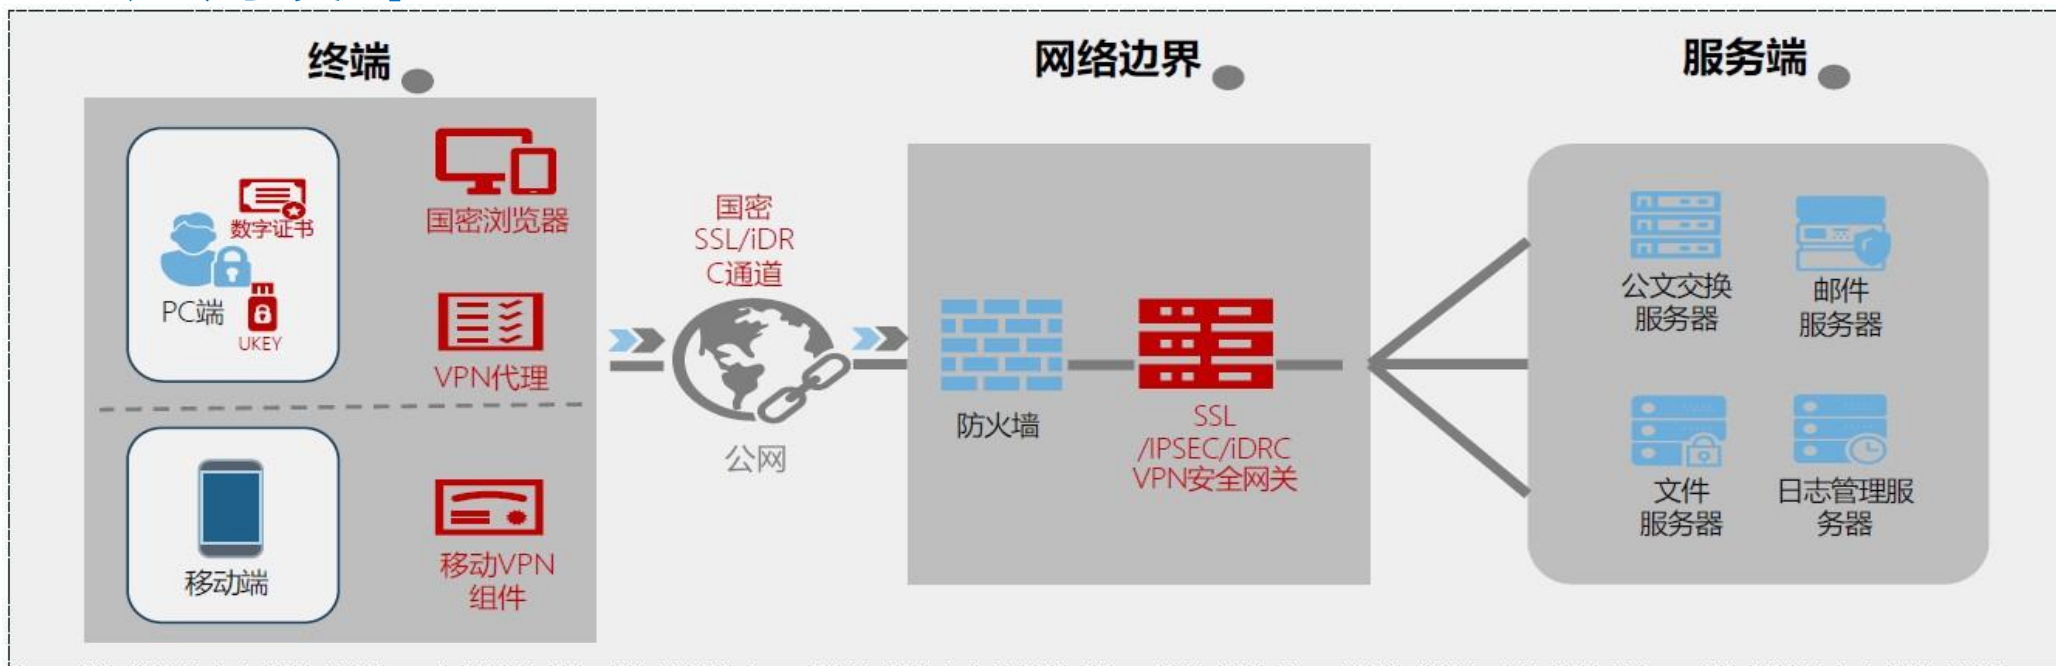 终端
网络边界
服务端
数字证书
PC端
UKEY
国密浏览器
VPN代理
移动端
移动VPN
组件
国密
SSL/iDR
C通道
公网
防火墙
SSL
/IPSEC/iDRC
VPN安全网关
公文交换
服务器
邮件
服务器
文件
服务器
日志管理服
务器